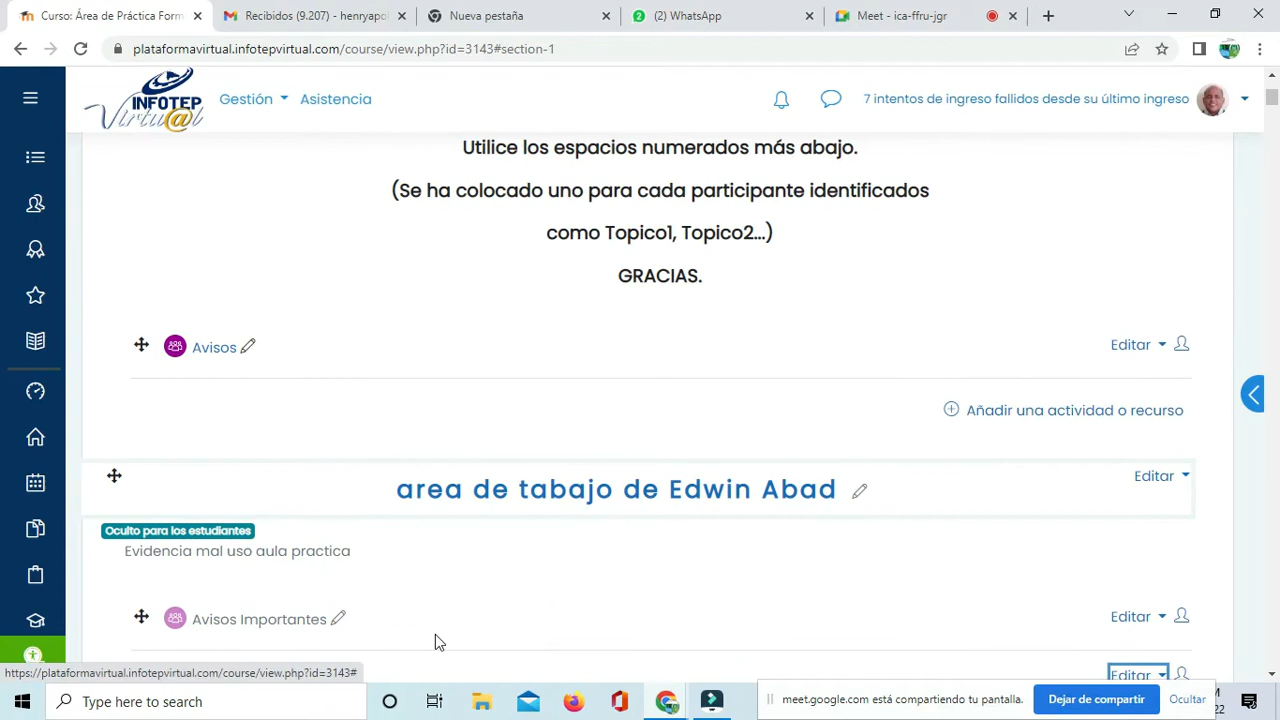 Curso: Área de Práctica Form
Recibidos (9.207) - henryapd
Nueva pestaña
(2) WhatsApp
Meet - ica-ffru-jgr
plataformavirtual.infotepvirtual.com/course/view.php?id=3143#section-1
INFOTEP
Virtu@l
Gestión
Asistencia
7 intentos de ingreso fallidos desde su último ingreso
Utilice los espacios numerados más abajo.
(Se ha colocado uno para cada participante identificados
como Topico1, Topico2...)
GRACIAS.
Avisos
Editar
Añadir una actividad o recurso
area de tabajo de Edwin Abad
Editar
Oculto para los estudiantes
Evidencia mal uso aula practica
Avisos Importantes
Editar
Editar
https://plataformavirtual.infotepvirtual.com/course/view.php?id=3143#
Type here to search
meet.google.com está compartiendo tu pantalla.
Dejar de compartir
Ocultar